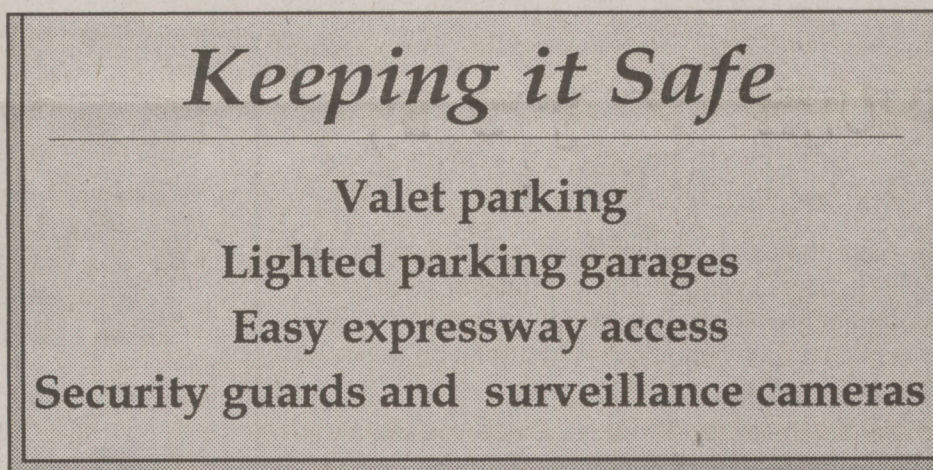 Keeping it Safe
Valet parking
Lighted parking garages
Easy expressway access
Security guards and surveillance cameras